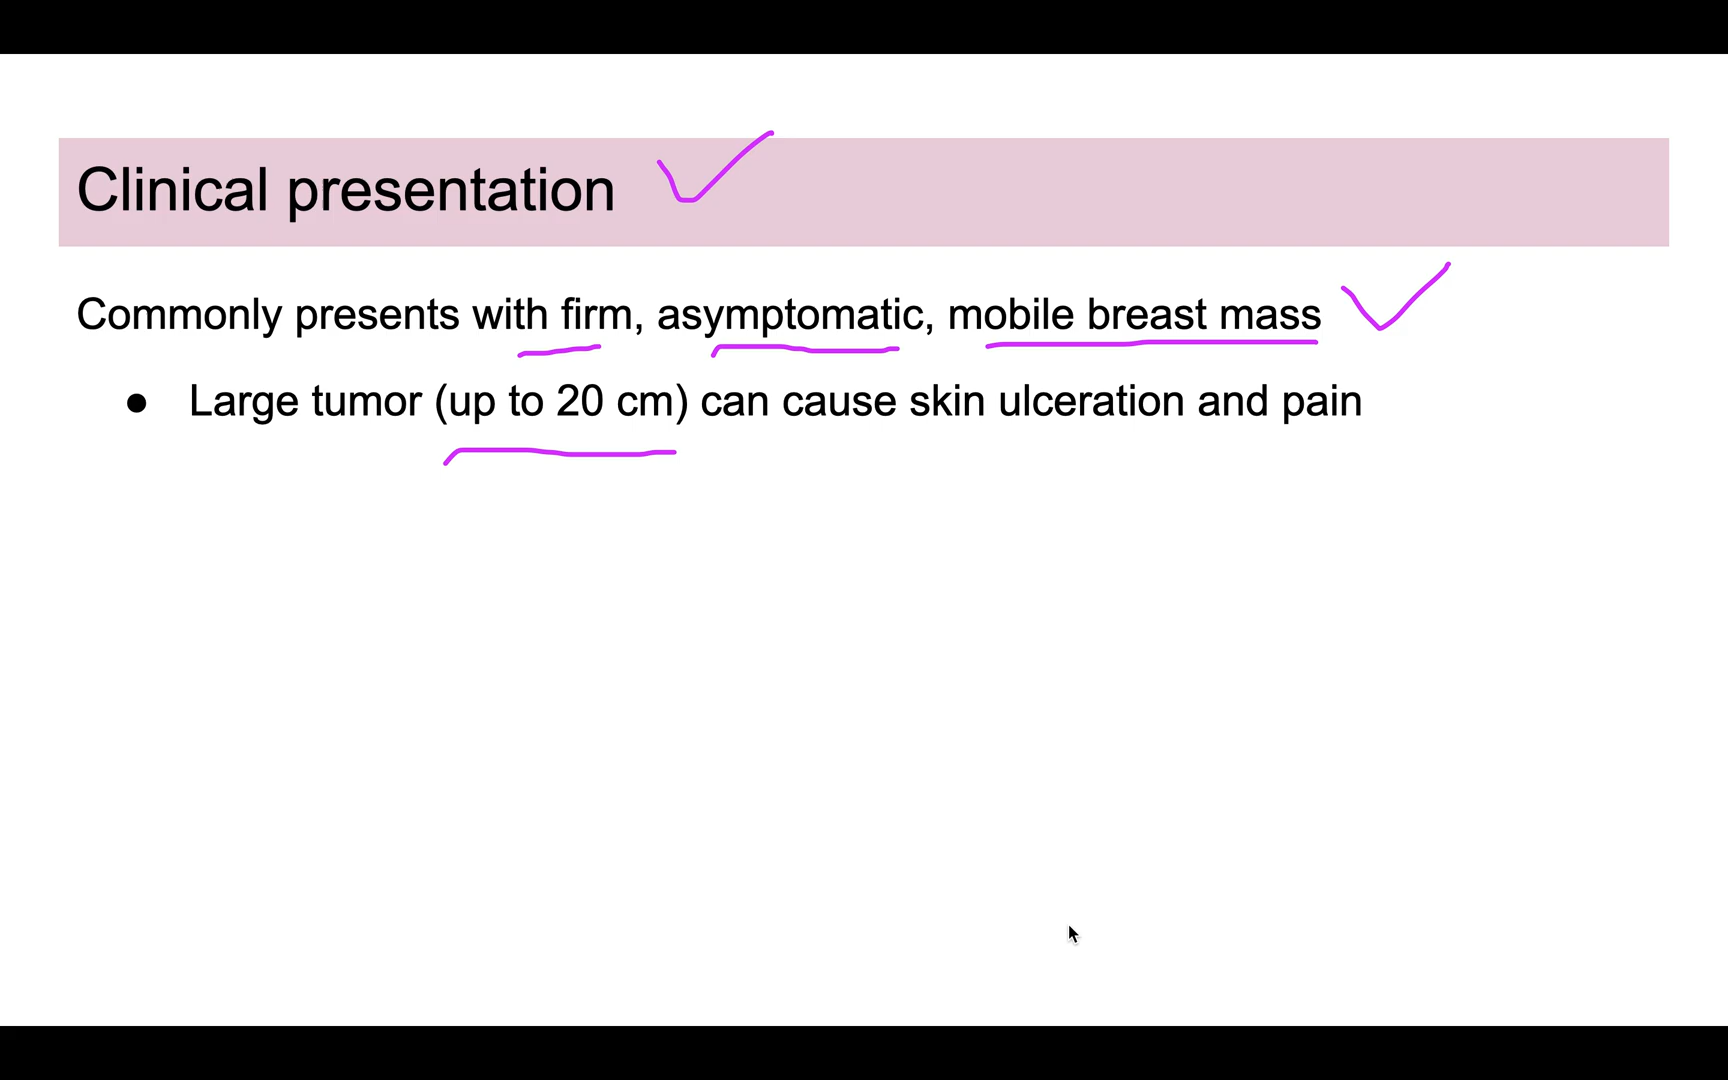 Clinical presentation
Commonly presents with firm, asymptomatic, mobile breast mass
● Large tumor (up to 20 cm) can cause skin ulceration and pain